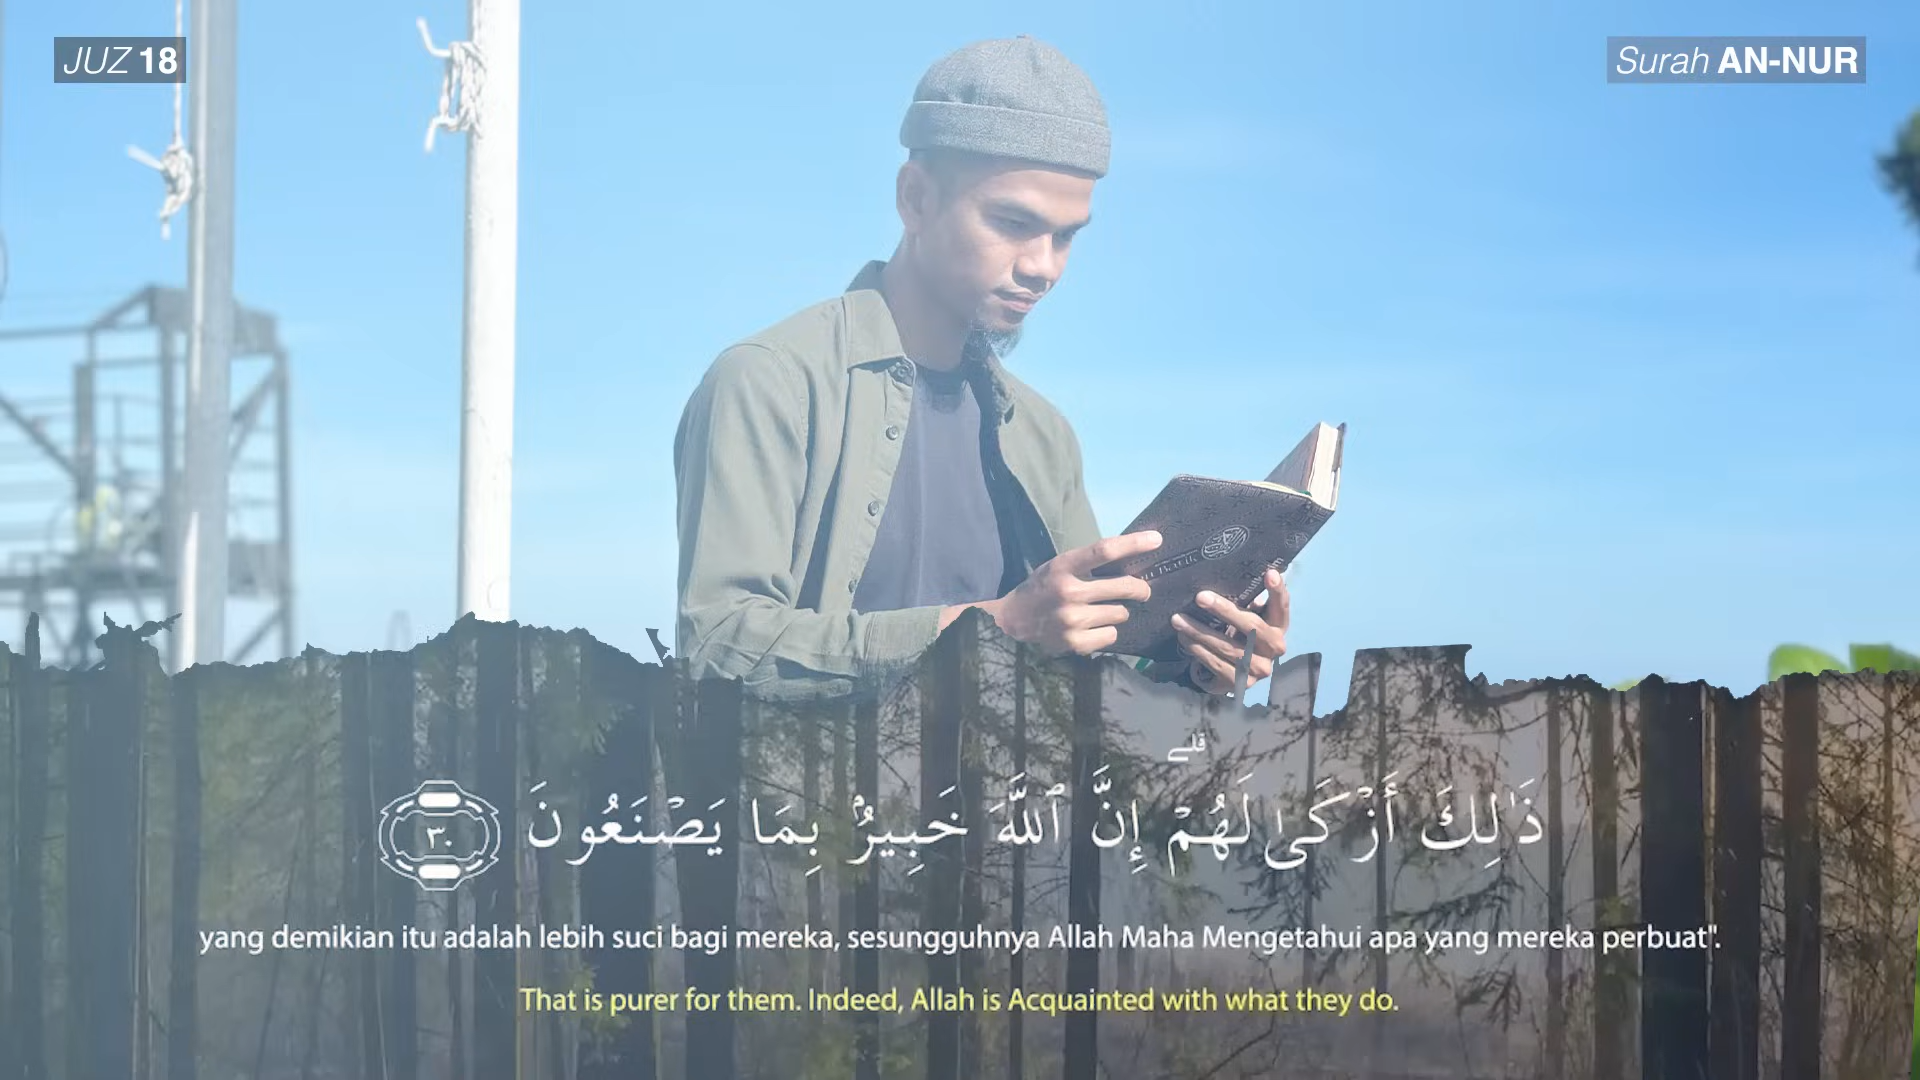 JUZ 18
Surah AN-NUR
ذَٰلِكَ أَزْكَىٰ لَهُمْ ۗ إِنَّ ٱللَّهَ خَبِيرٌۢ بِمَا يَصْنَعُونَ ٣٠
yang demikian itu adalah lebih suci bagi mereka, sesungguhnya Allah Maha Mengetahui apa yang mereka perbuat".
That is purer for them. Indeed, Allah is Acquainted with what they do.